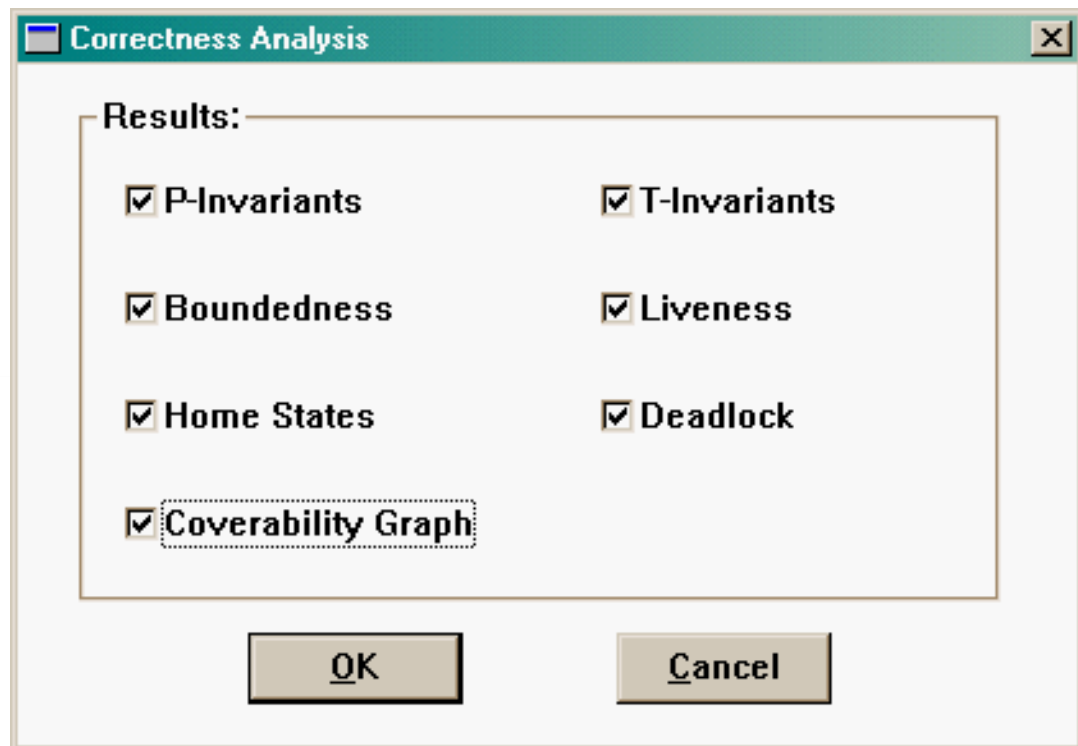 Correctness Analysis
Results:
P-Invariants
T-Invariants
Boundedness
Liveness
Home States
Deadlock
Coverability Graph
OK
Cancel